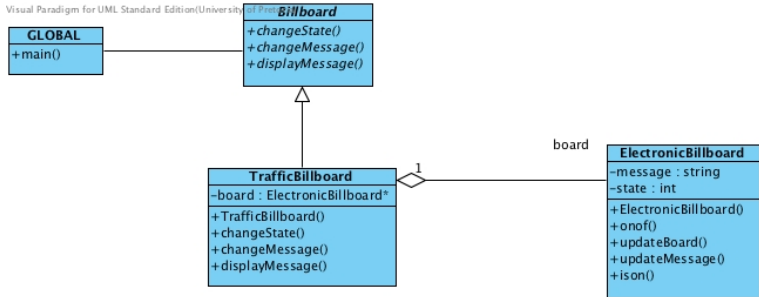 Visual Paradigm for UML Standard Edition(University of
Billboard
+changeState()
+changeMessage()
+displayMessage()
GLOBAL
+main()
board
1
TrafficBillboard
-board : ElectronicBillboard*
+TrafficBillboard()
+changeState()
+changeMessage()
+displayMessage()
ElectronicBillboard
-message : string
-state : int
+ElectronicBillboard()
+onof()
+updateBoard()
+updateMessage()
+ison()